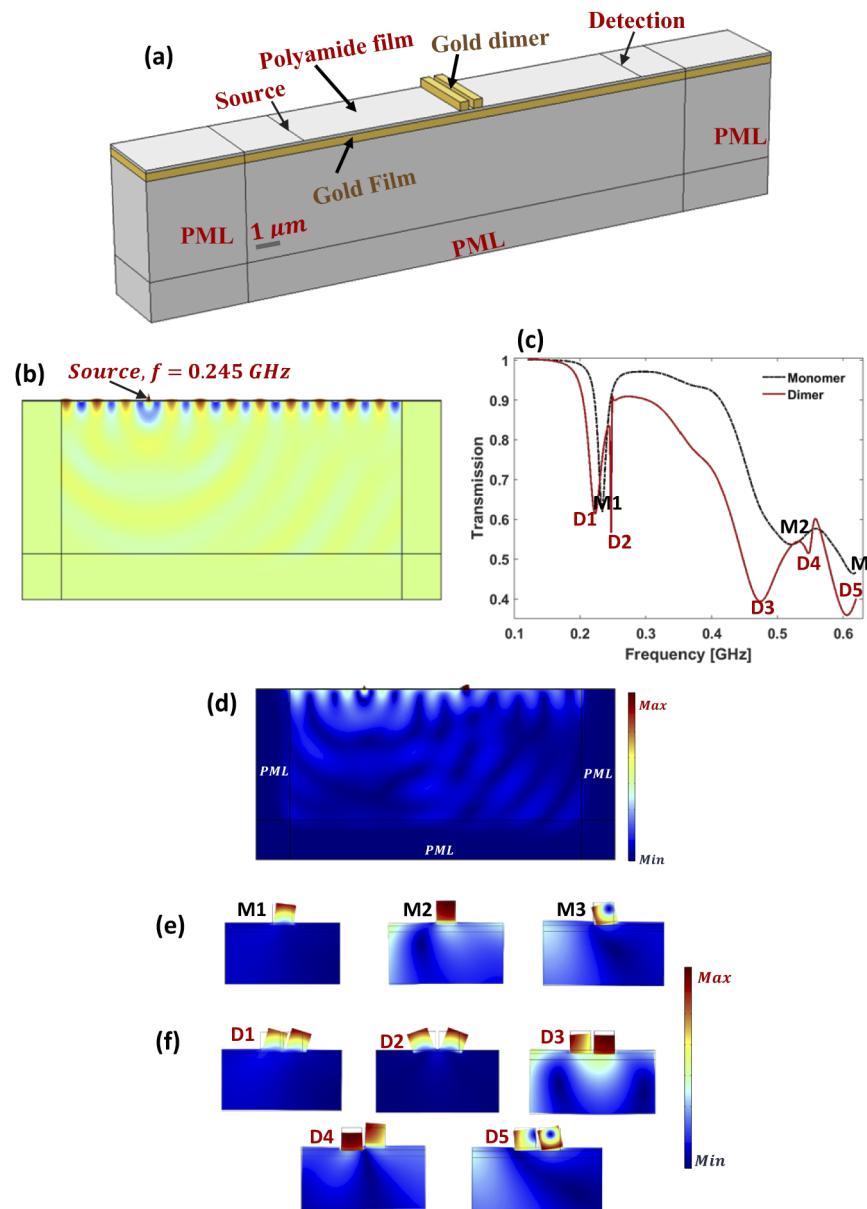 (a)
Polyamide film
Gold dimer
Detection
Source
Gold Film
PML
1 μm
PML
PML
(b)
Source, f = 0.245 GHz
(c)
Transmission
1
0.9
0.8
0.7
0.6
0.5
0.4
Monomer
Dimer
D1
M1
D2
D3
M2
D4
M
D5
0.1
0.2
0.3
0.4
0.5
0.6
Frequency [GHz]
(d)
PML
PML
PML
Max
Min
(e)
M1
M2
M3
(f)
D1
D2
D3
D4
D5
Max
Min